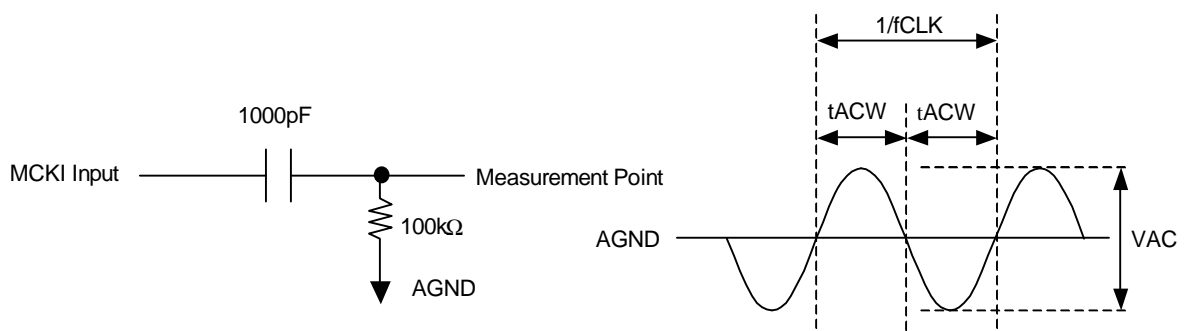 1000pF
MCKI Input
Measurement Point
100kΩ
AGND
1/fCLK
tACW
tACW
AGND
VAC